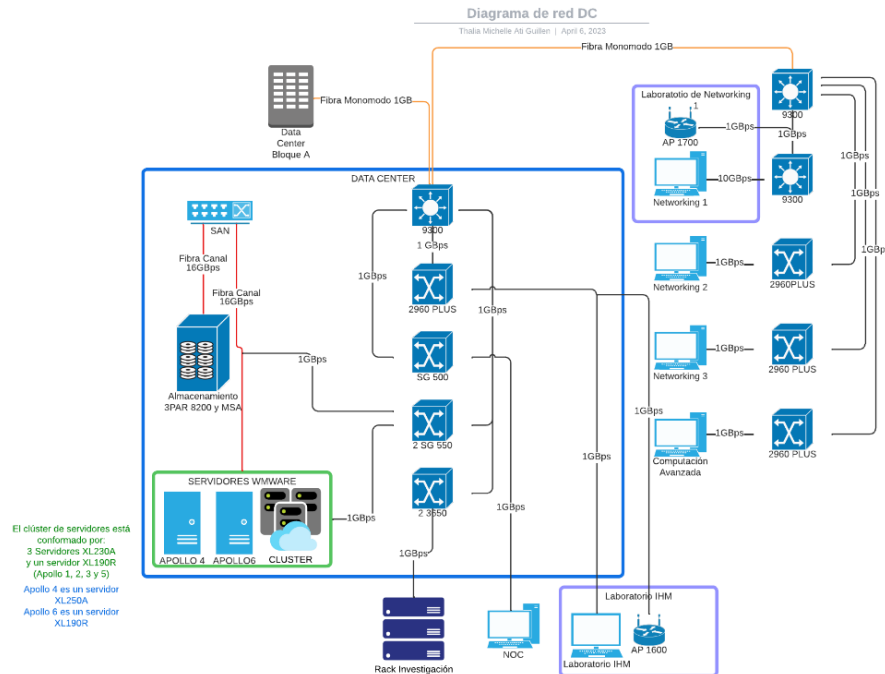 Diagrama de red DC
Thalia Michelle Ati Guillen | April 6, 2023
Fibra Monomodo 1GB
Fibra Monomodo 1GB
Data
Center
Bloque A
9300
Laboratotio de Networking
1
AP 1700
1GBps
1GBps
Networking 1
10GBps
9300
1GBps
1GBps
1GBps
DATA CENTER
SAN
9300
Fibra Canal
16GBps
Fibra Canal
16GBps
1 GBps
1GBps
2960 PLUS
1GBps
Networking 2
1GBps
2960PLUS
Almacenamiento
3PAR 8200 y MSA
1GBps
SG 500
Networking 3
1GBps
2960 PLUS
2 SG 550
1GBps
Computación
Avanzada
1GBps
2960 PLUS
1GBps
SERVIDORES WMWARE
APOLLO 4
APOLLO6
CLUSTER
1GBps
2 3650
1GBps
1GBps
El clúster de servidores está
conformado por:
3 Servidores XL230A
y un servidor XL190R
(Apollo 1, 2, 3 y 5)
Apollo 4 es un servidor
XL250A
Apollo 6 es un servidor
XL190R
Rack Investigación
NOC
Laboratorio IHM
Laboratorio IHM
AP 1600